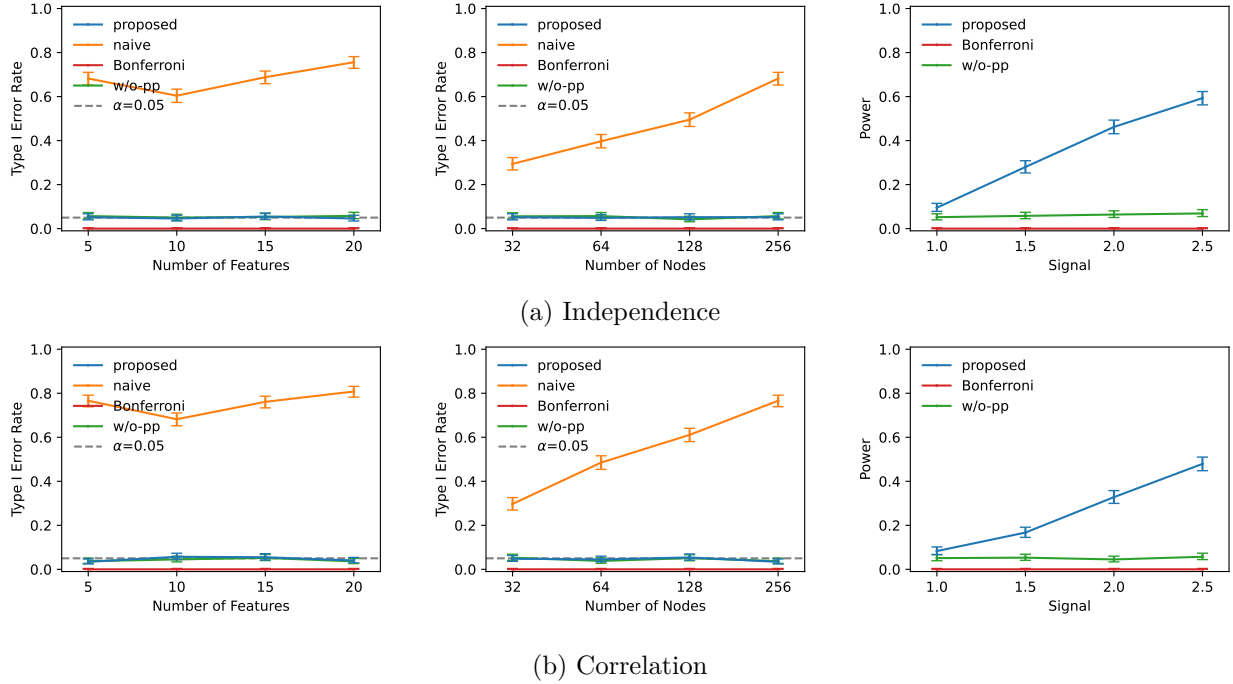 1.0
0.8
0.6
0.4
0.2
0.0
Type I Error Rate
proposed
naive
Bonferroni
w/o-pp
α=0.05
5 10 15 20
Number of Features
1.0
0.8
0.6
0.4
0.2
0.0
Type I Error Rate
proposed
naive
Bonferroni
w/o-pp
α=0.05
32 64 128 256
Number of Nodes
1.0
0.8
0.6
0.4
0.2
0.0
Power
proposed
Bonferroni
w/o-pp
1.0 1.5 2.0 2.5
Signal
(a) Independence
1.0
0.8
0.6
0.4
0.2
0.0
Type I Error Rate
proposed
naive
Bonferroni
w/o-pp
α=0.05
5 10 15 20
Number of Features
1.0
0.8
0.6
0.4
0.2
0.0
Type I Error Rate
proposed
naive
Bonferroni
w/o-pp
α=0.05
32 64 128 256
Number of Nodes
1.0
0.8
0.6
0.4
0.2
0.0
Power
proposed
Bonferroni
w/o-pp
1.0 1.5 2.0 2.5
Signal
(b) Correlation